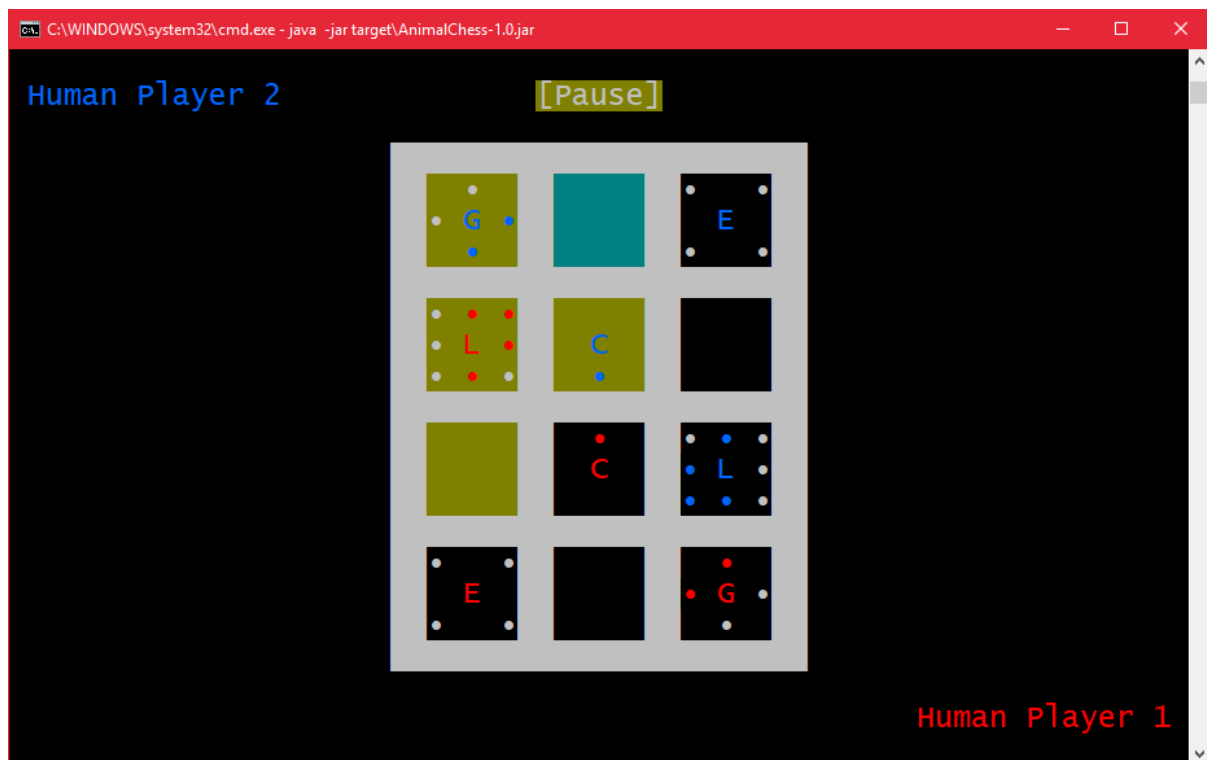 C:\WINDOWS\system32\cmd.exe - java  -jar target\AnimalChess-1.0.jar
Human Player 2 [Pause]
G E
L C
C L
E G
Human Player 1